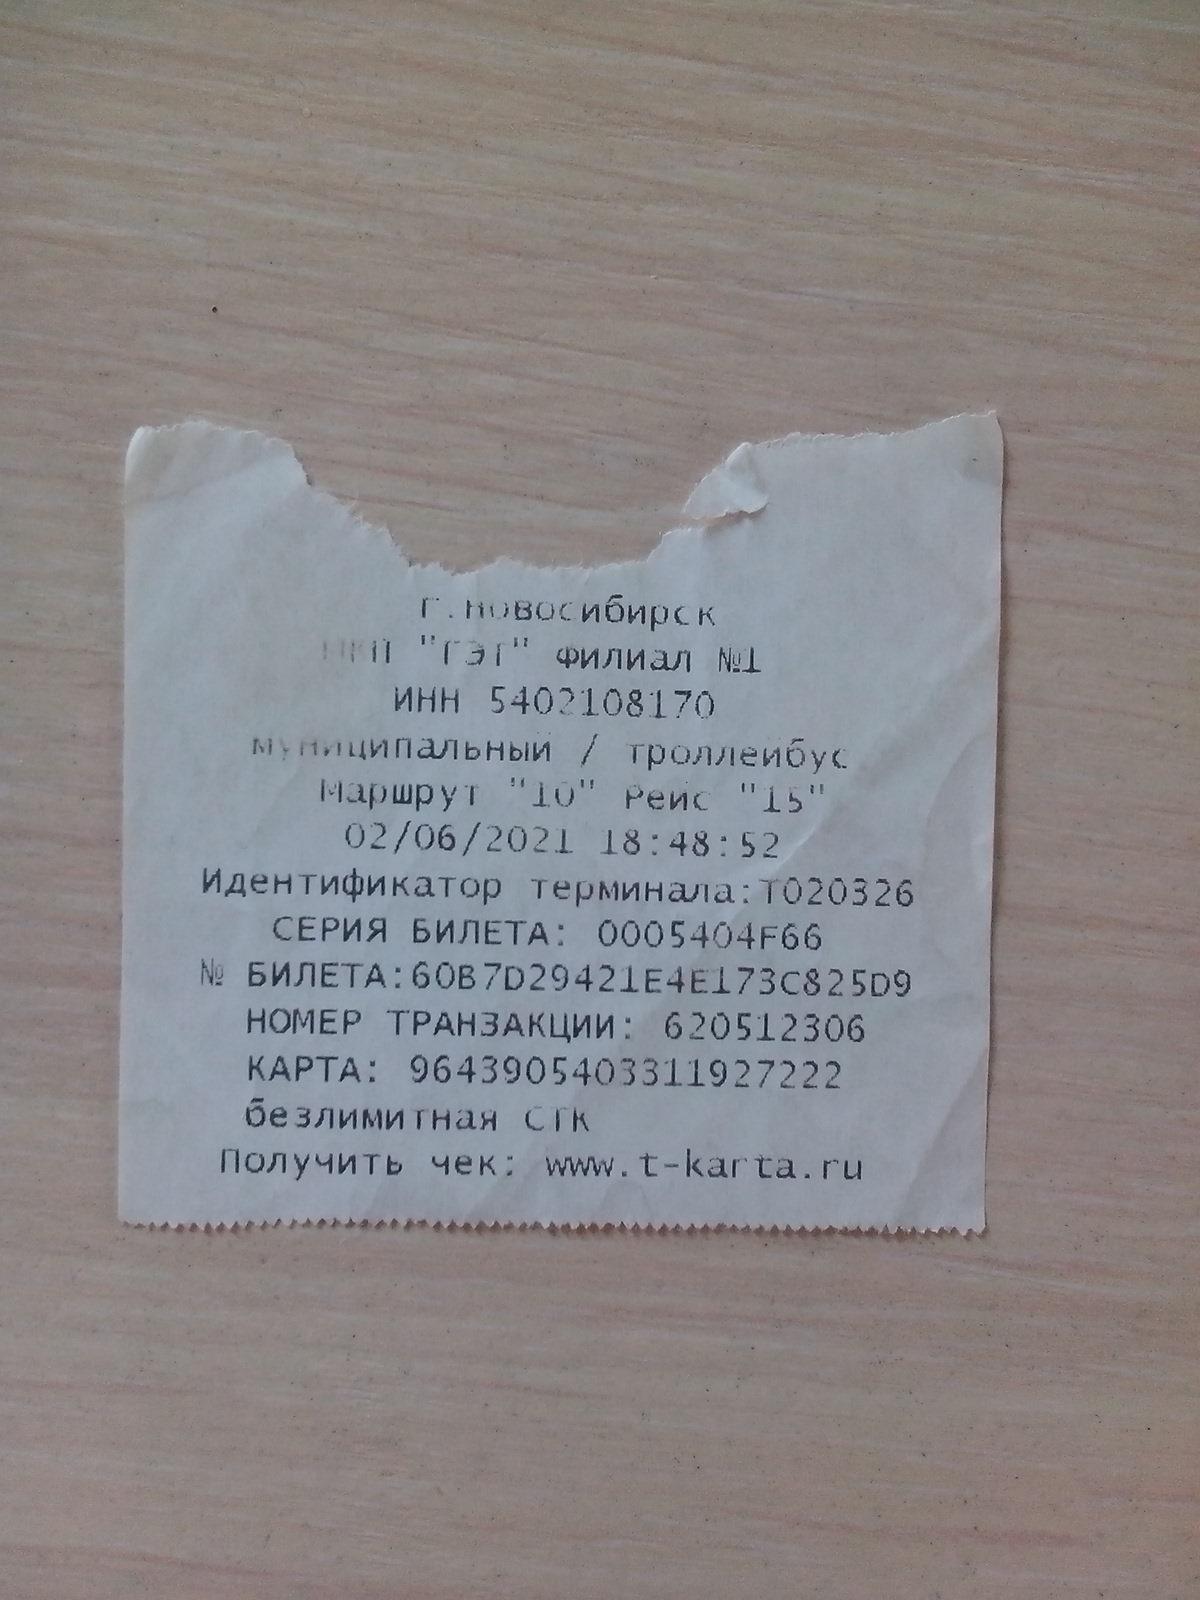 г.Новосибирск
МКП "ГЭТ" Филиал №1
ИНН 5402108170
муниципальный / троллейбус
Маршрут "10" Рейс "15"
02/06/2021 18:48:52
Идентификатор терминала:T020326
СЕРИЯ БИЛЕТА: 0005404F66
№ БИЛЕТА:60B7D29421E4E173C825D9
НОМЕР ТРАНЗАКЦИИ: 620512306
КАРТА: 9643905403311927222
безлимитная СТК
Получить чек: www.t-karta.ru